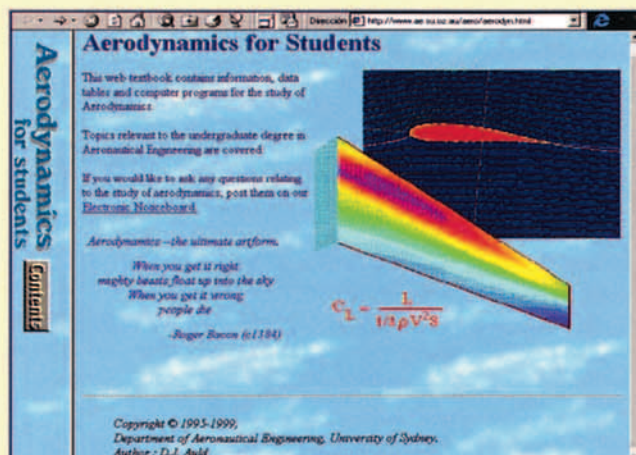 Dirección http://www.ae.su.oz.au/aero/aerodyn.html
Aerodynamics for Students
Aerodynamics
for students
Contents
This web textbook contains information, data
tables and computer programs for the study of
Aerodynamics.
Topics relevant to the undergraduate degree in
Aeronautical Engineering are covered.
If you would like to ask any questions relating
to the study of aerodynamics, post them on our
Electronic Noticeboard.
Aerodynamics -- the ultimate artform.
When you get it right
mighty beasts float up into the sky
When you get it wrong
people die
-Roger Bacon (c1384)
C_L = L / (1/2 ρ V²S)
Copyright © 1995-1999,
Department of Aeronautical Engineering, University of Sydney.
Author : D.J. Auld